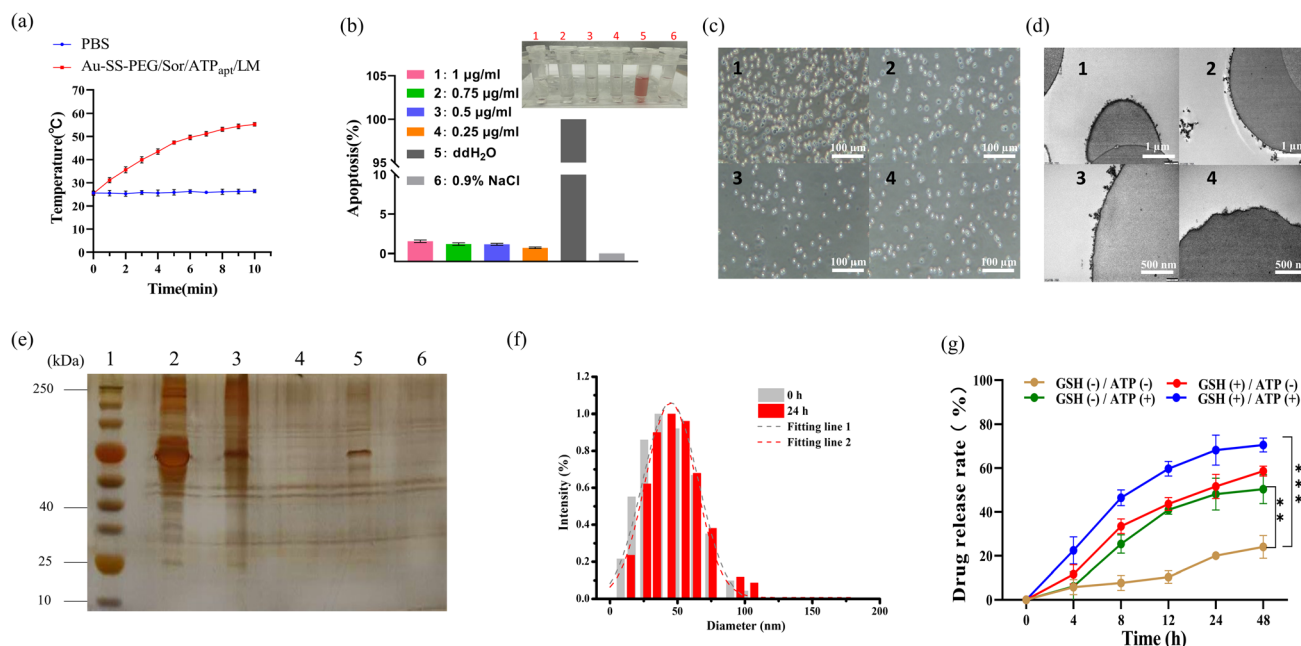 (a)
PBS
Au-SS-PEG/Sor/ATPapt/LM
Temperature(℃)
60
50
40
30
20
10
0
0 2 4 6 8 10
Time(min)
(b)
1 2 3 4 5 6
1: 1 μg/ml
2: 0.75 μg/ml
3: 0.5 μg/ml
4: 0.25 μg/ml
5: ddH2O
6: 0.9% NaCl
Apoptosis(%)
105
100
95
10
5
0
(c)
1
100 μm
2
100 μm
3
100 μm
4
100 μm
(d)
1
1 μm
2
1 μm
3
500 nm
4
500 nm
(e)
(kDa) 1 2 3 4 5 6
250
40
25
10
(f)
0 h
24 h
Fitting line 1
Fitting line 2
Intensity (%)
1.2
1.0
0.8
0.6
0.4
0.2
0.0
0 50 100 150 200
Diameter (nm)
(g)
GSH (-) / ATP (-)
GSH (+) / ATP (-)
GSH (-) / ATP (+)
GSH (+) / ATP (+)
Drug release rate ( %)
100
80
60
40
20
0
0 4 8 12 24 48
Time (h)
**
***